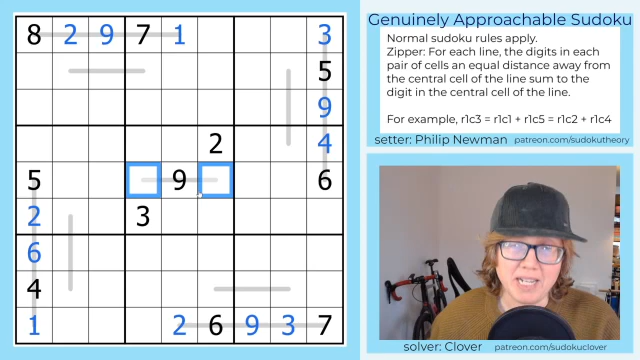 Genuinely Approachable Sudoku
Normal sudoku rules apply.
Zipper: For each line, the digits in each
pair of cells an equal distance away from
the central cell of the line sum to the
digit in the central cell of the line.
For example, r1c3 = r1c1 + r1c5 = r1c2 + r1c4
setter: Philip Newman patreon.com/sudokutheory
8 2 9 7 1 3
5
9
2 4
5 9 6
2 3
6
4
1 2 6 9 3 7
solver: Clover patreon.com/sudokuclover